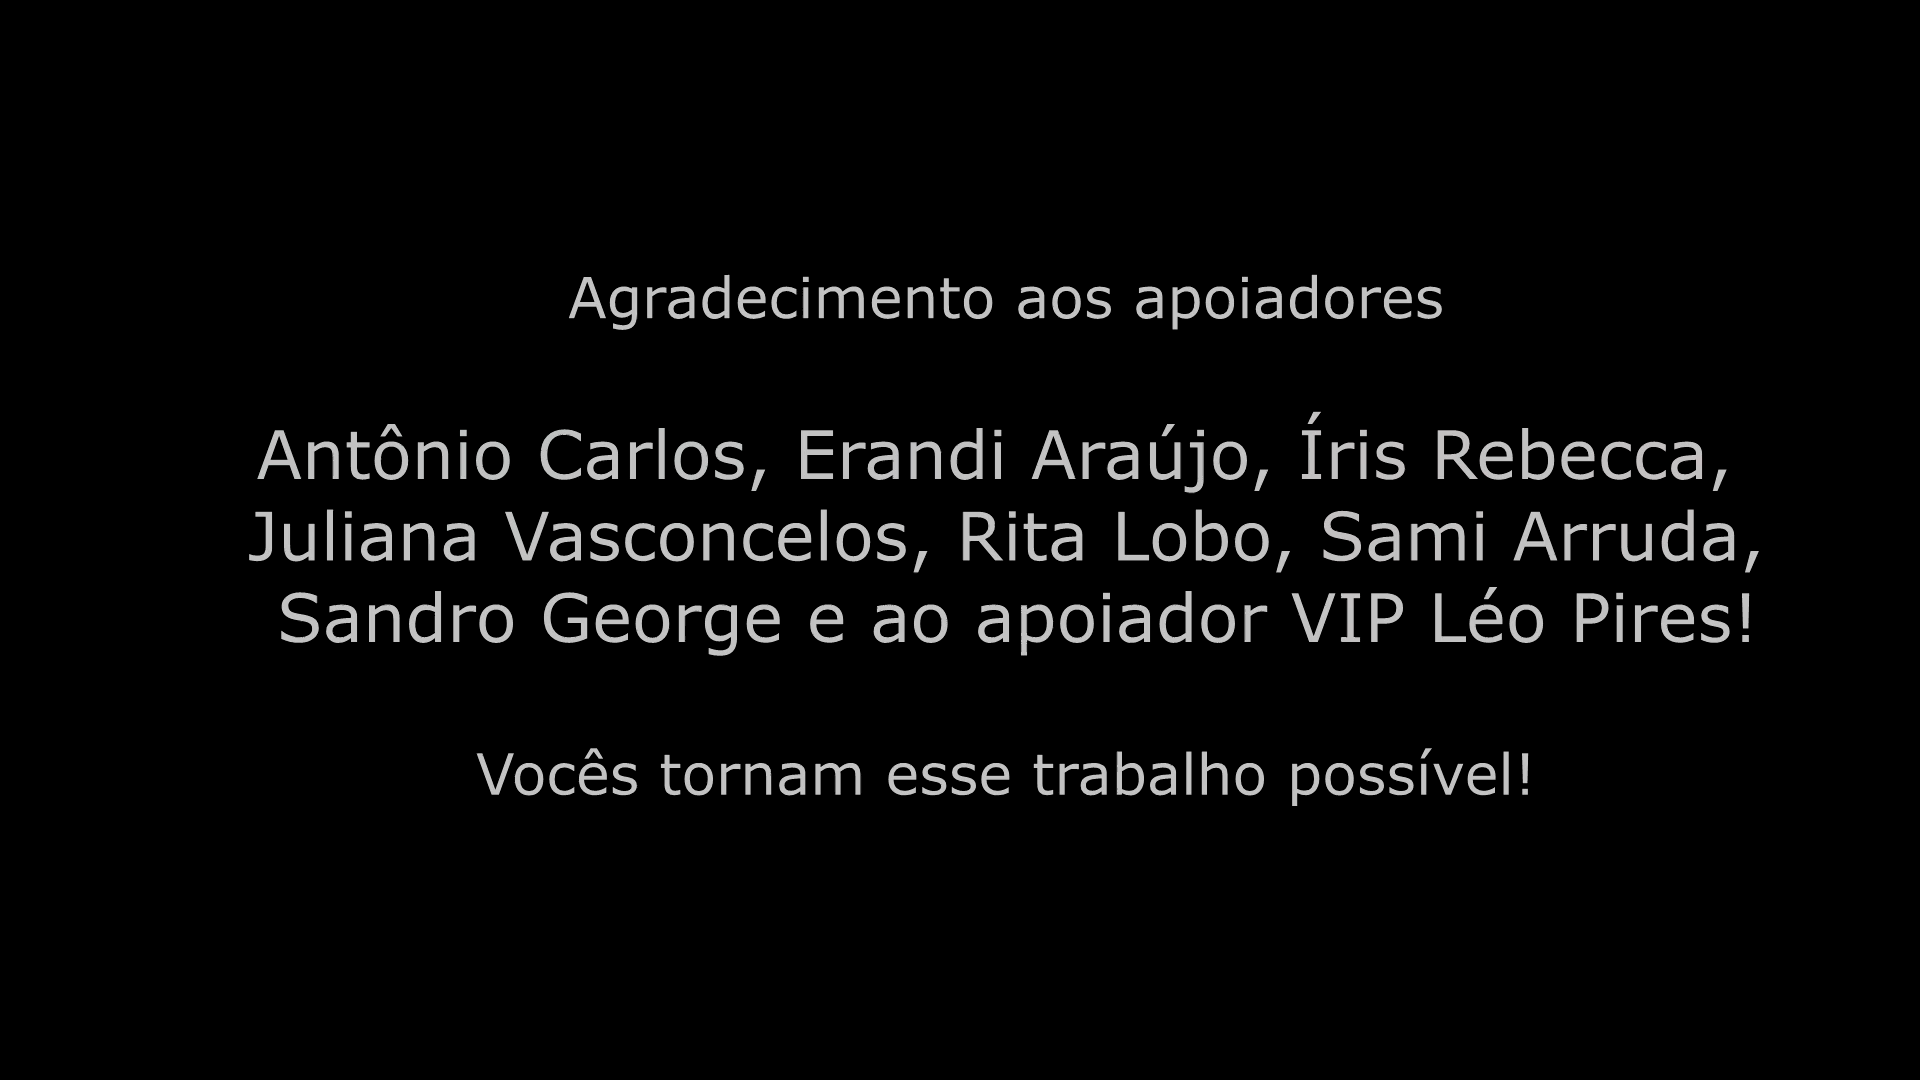 Agradecimento aos apoiadores
Antônio Carlos, Erandi Araújo, Íris Rebecca,
Juliana Vasconcelos, Rita Lobo, Sami Arruda,
Sandro George e ao apoiador VIP Léo Pires!
Vocês tornam esse trabalho possível!